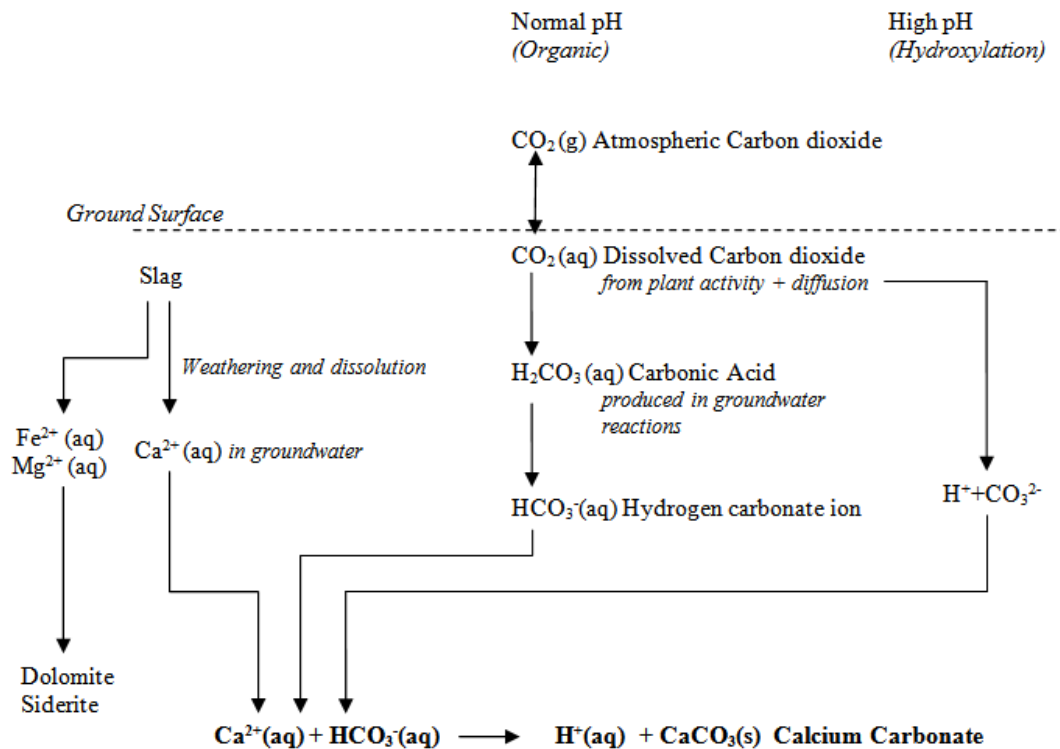 Normal pH
(Organic)
High pH
(Hydroxylation)
CO₂ (g) Atmospheric Carbon dioxide
Ground Surface
CO₂ (aq) Dissolved Carbon dioxide
from plant activity + diffusion
Slag
Weathering and dissolution
H₂CO₃ (aq) Carbonic Acid
produced in groundwater
reactions
Fe²⁺ (aq)
Mg²⁺ (aq)
Ca²⁺ (aq) in groundwater
HCO₃⁻(aq) Hydrogen carbonate ion
H⁺+CO₃²⁻
Dolomite
Siderite
Ca²⁺(aq) + HCO₃⁻(aq) → H⁺(aq) + CaCO₃(s) Calcium Carbonate